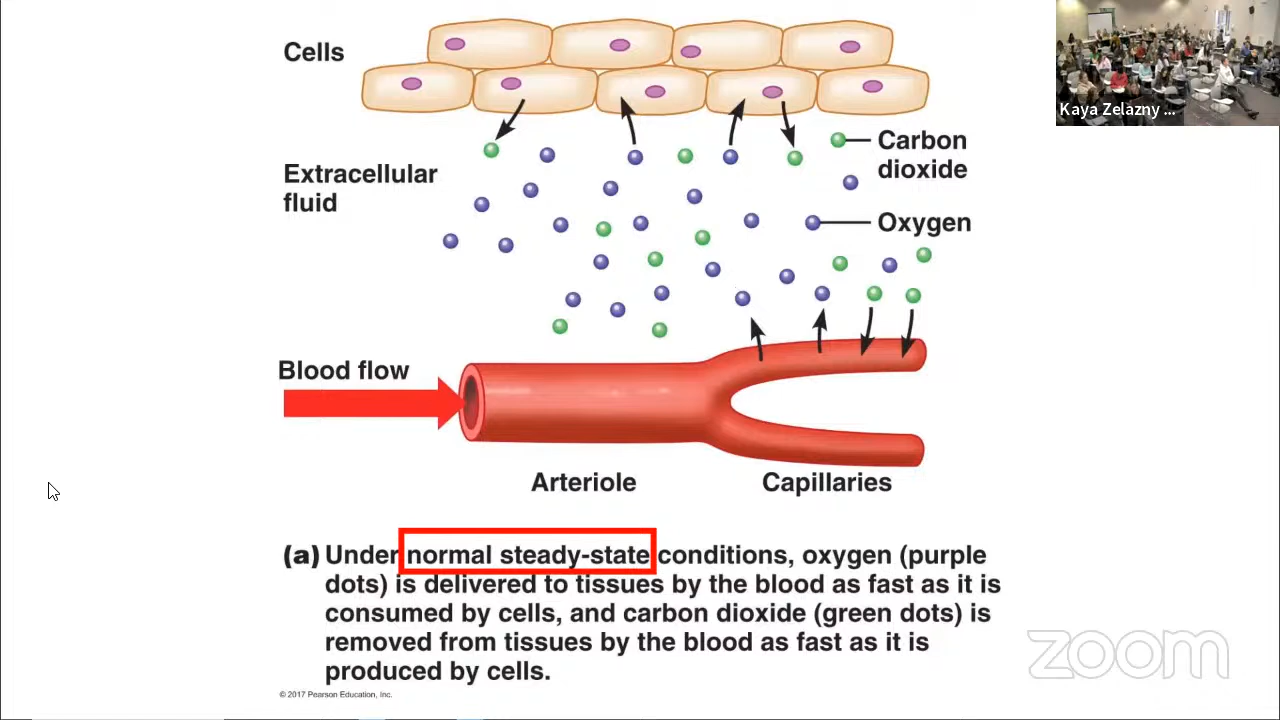 Cells
Kaya Zelazny ...
Carbon
dioxide
Extracellular
fluid
Oxygen
Blood flow
Arteriole
Capillaries
(a) Under normal steady-state conditions, oxygen (purple
dots) is delivered to tissues by the blood as fast as it is
consumed by cells, and carbon dioxide (green dots) is
removed from tissues by the blood as fast as it is
produced by cells.
zoom
© 2017 Pearson Education, Inc.